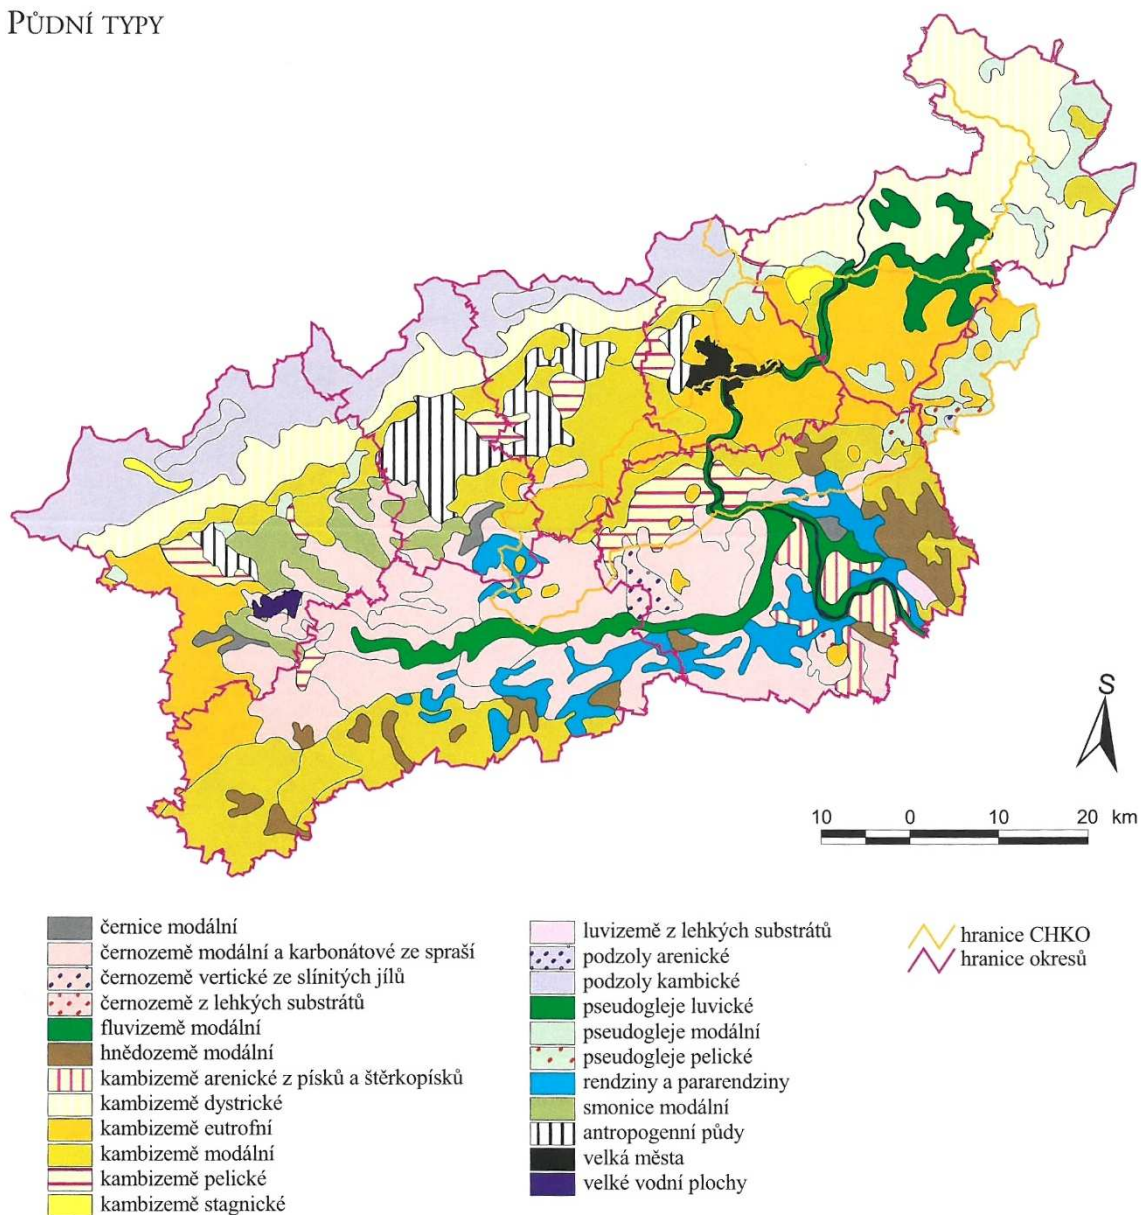 PŮDNÍ TYPY
S
10 0 10 20 km
černice modální
černozemě modální a karbonátové ze spraší
černozemě vertické ze slínitých jílů
černozemě z lehkých substrátů
fluvizemě modální
hnědozemě modální
kambizemě arenické z písků a štěrkopísků
kambizemě dystrické
kambizemě eutrofní
kambizemě modální
kambizemě pelické
kambizemě stagnické
luvizemě z lehkých substrátů
podzoly arenické
podzoly kambické
pseudogleje luvické
pseudogleje modální
pseudogleje pelické
rendziny a pararendziny
smonice modální
antropogenní půdy
velká města
velké vodní plochy
hranice CHKO
hranice okresů